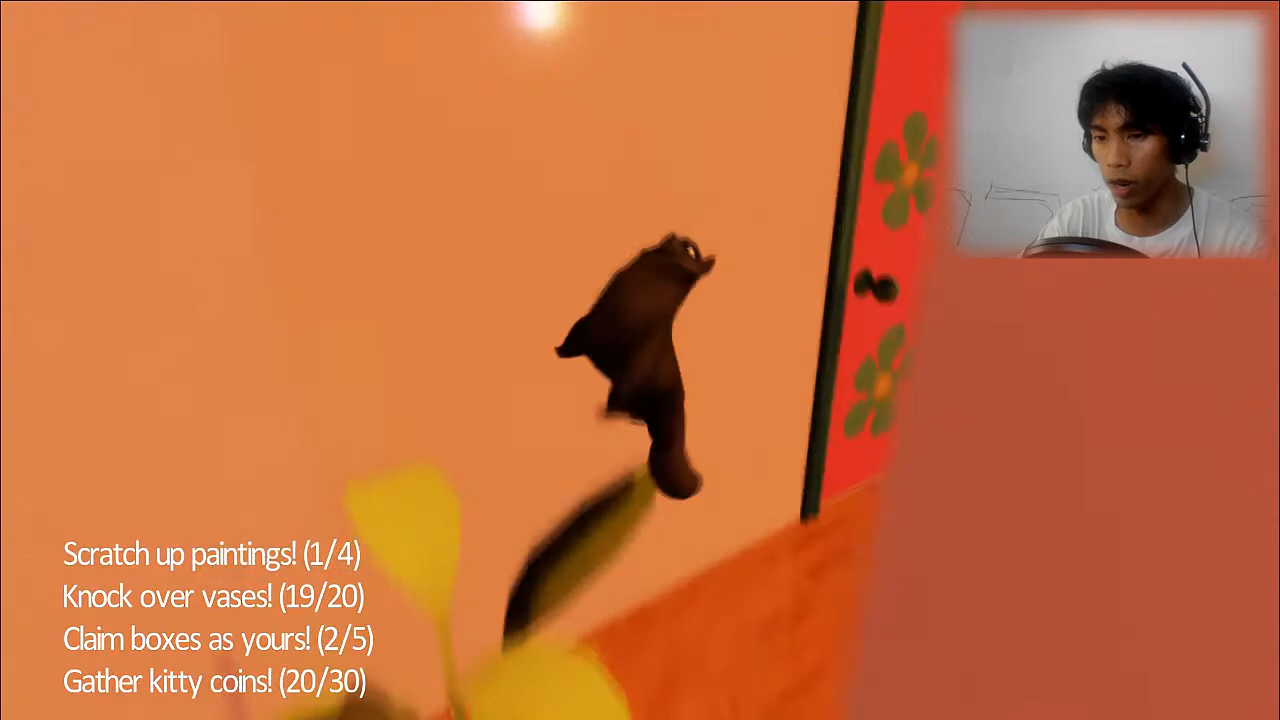 Scratch up paintings! (1/4)
Knock over vases! (19/20)
Claim boxes as yours! (2/5)
Gather kitty coins! (20/30)